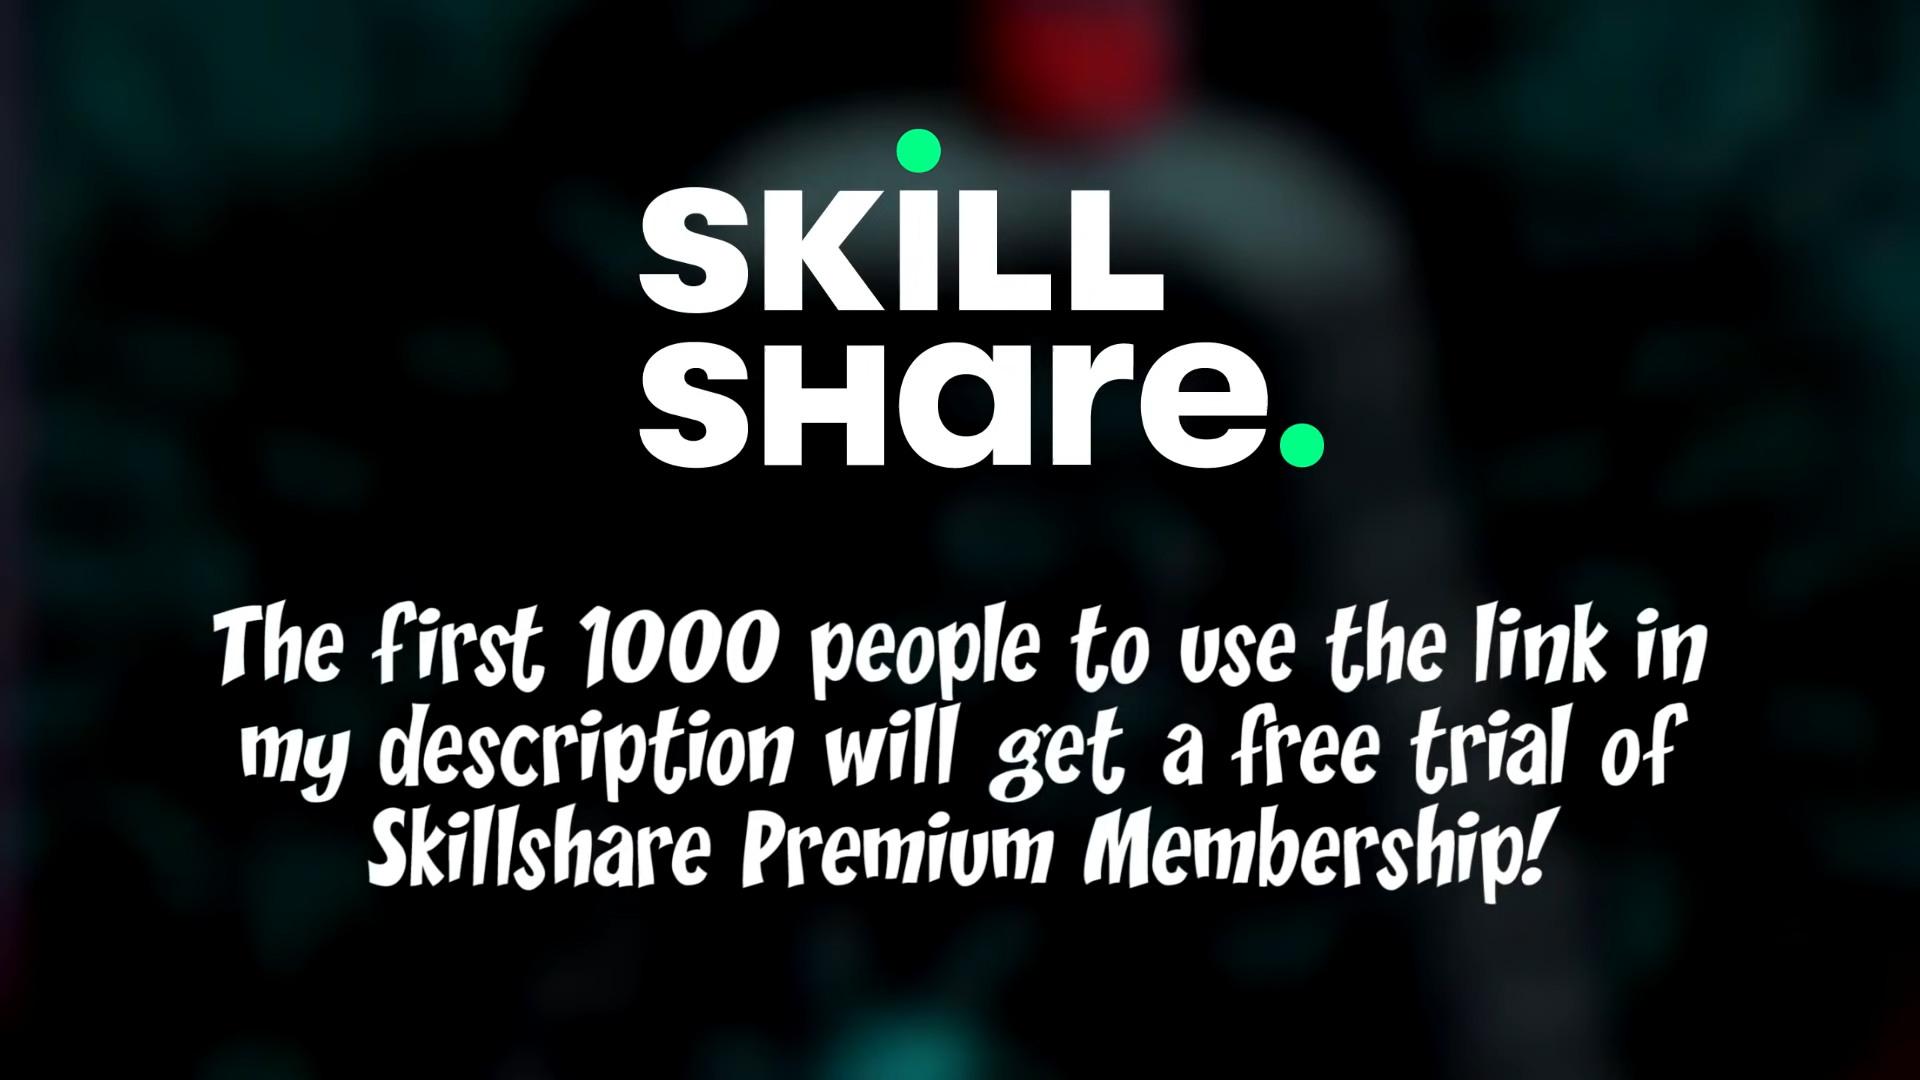 SKiLL
SHare.
The first 1000 people to use the link in
my description will get a free trial of
Skillshare Premium Membership!